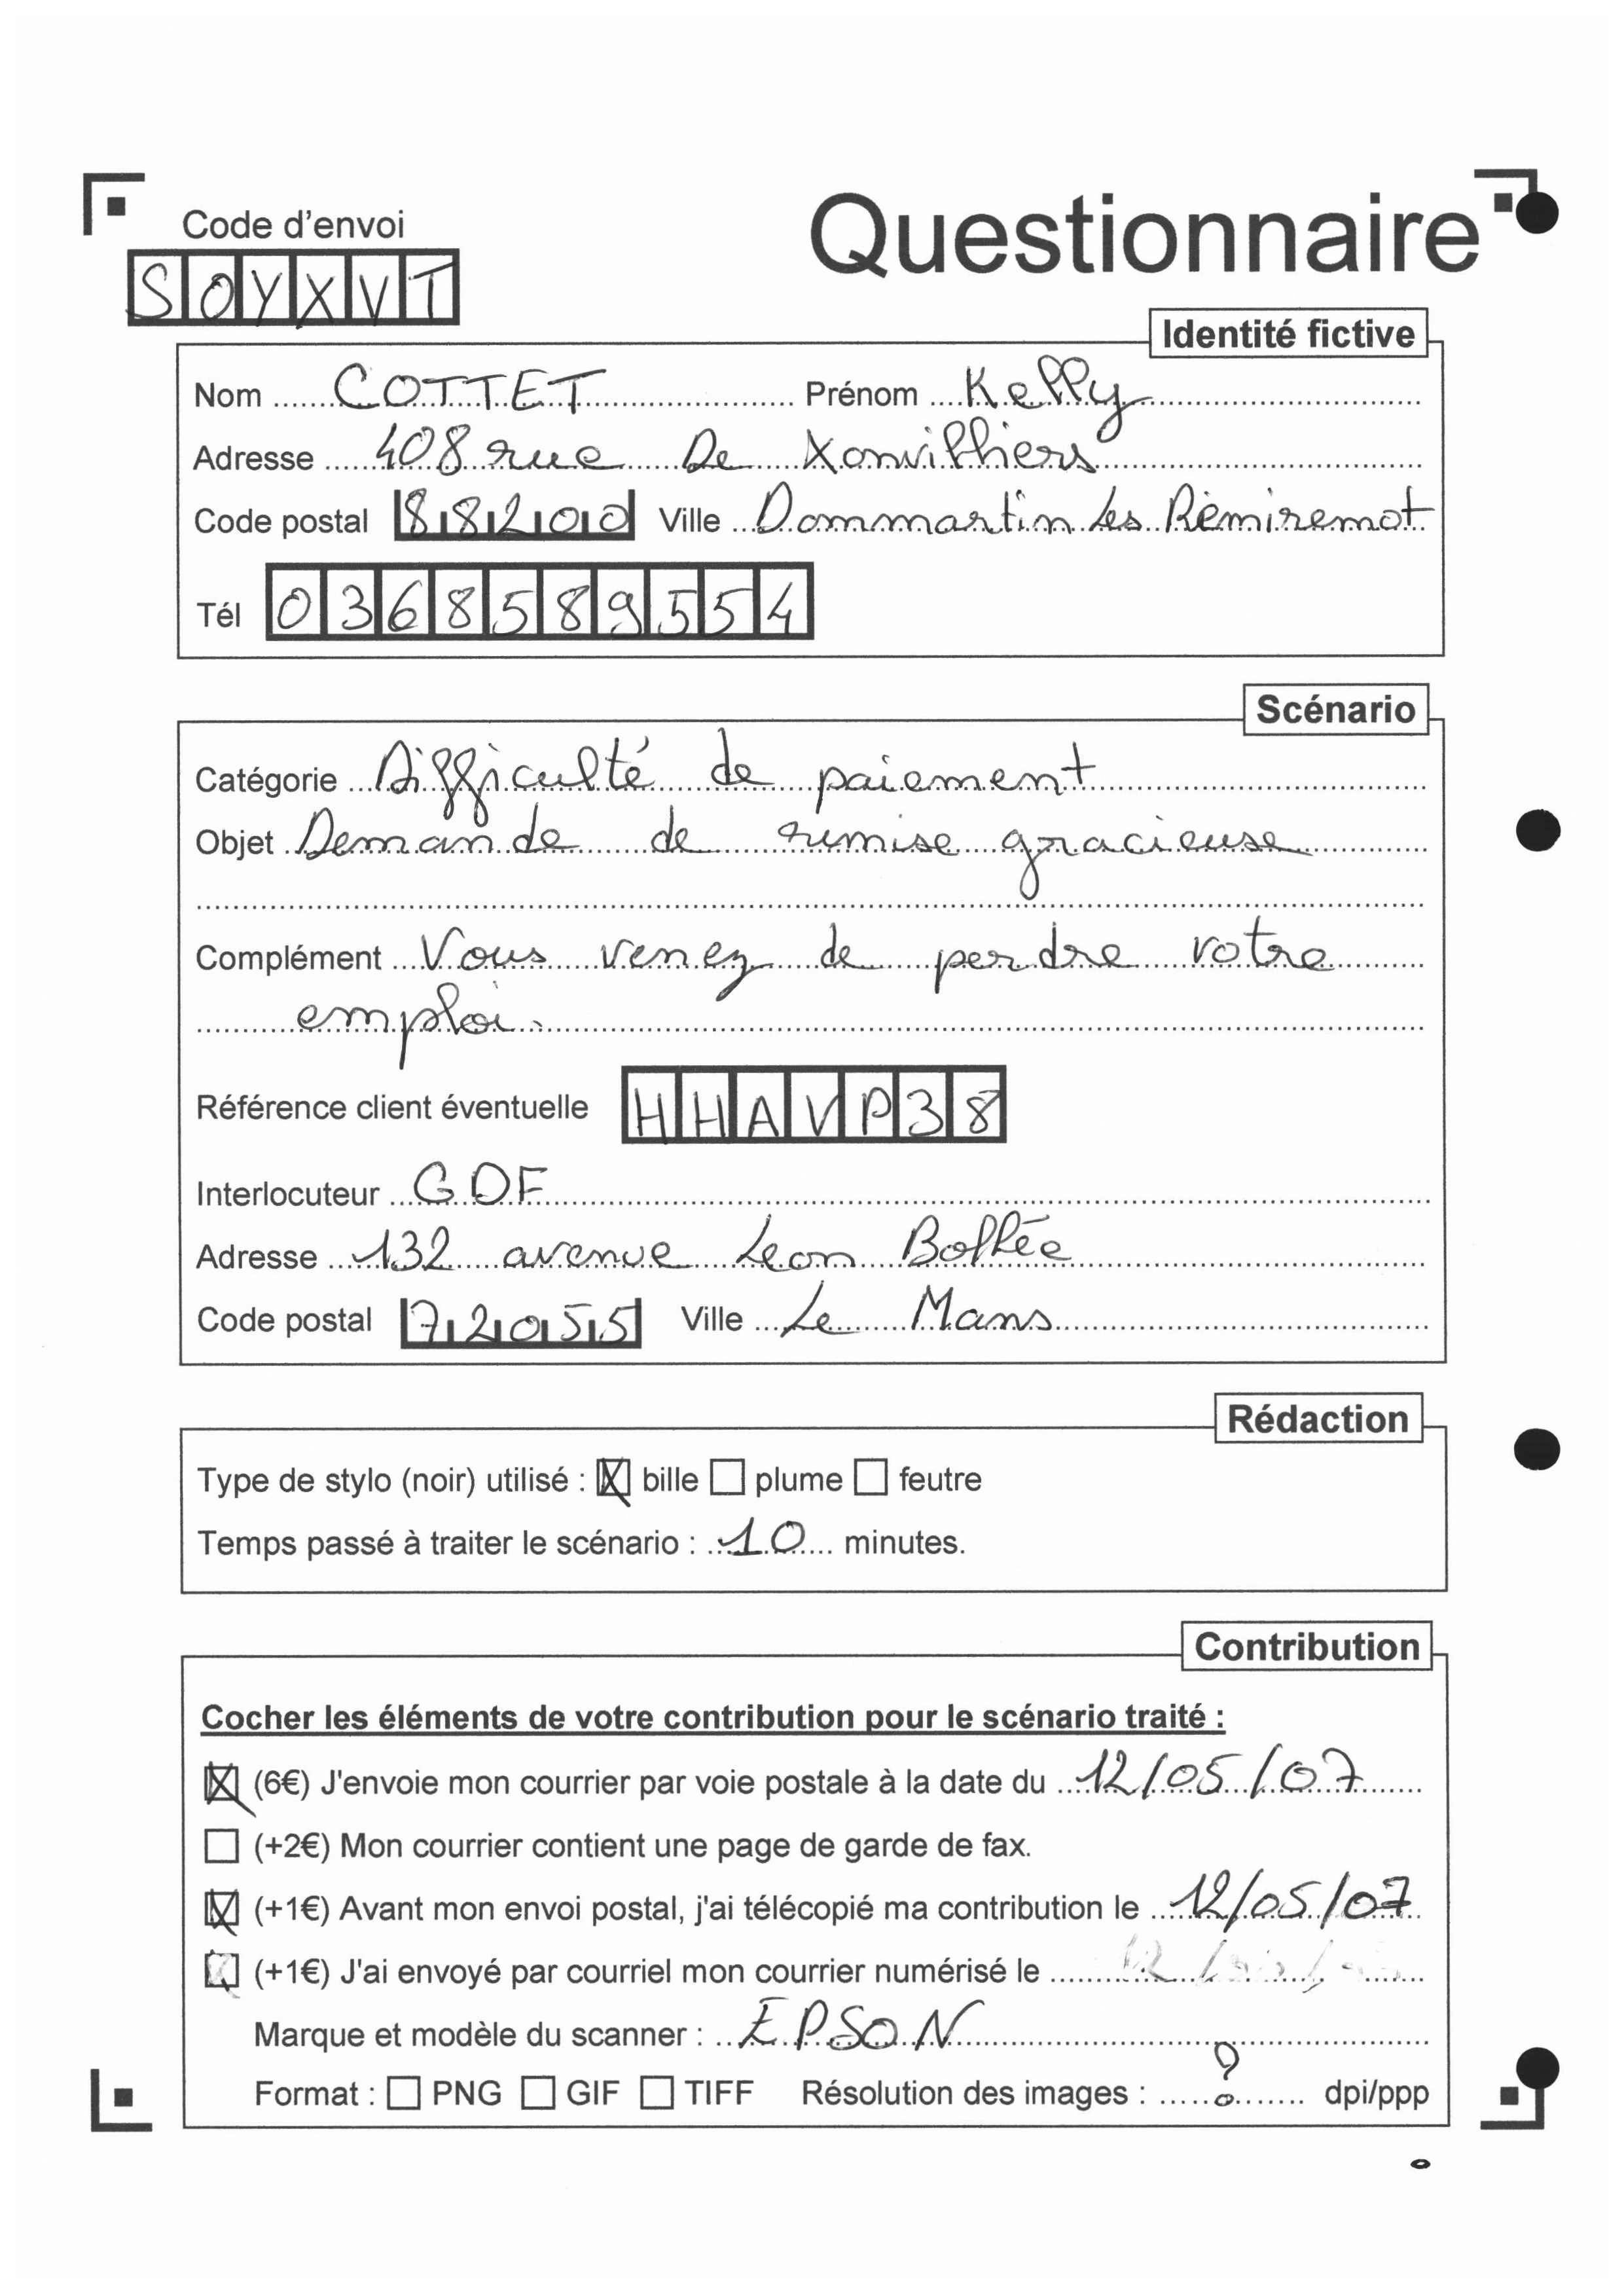 Code d'envoi
Questionnaire
SOYXVT
Identité fictive
Nom COTTET Prénom Kelly
Adresse 408 rue De Xonvilliers
Code postal 88200 Ville Dommartin Les Remiremot
Tél 0368589554
Scénario
Catégorie Difficulté de paiement
Objet Demande de remise gracieuse
Complément Vous venez de perdre votre
emploi.
Référence client éventuelle HHAVP38
Interlocuteur GDF
Adresse 132 avenue Leon Bollée
Code postal 72055 Ville Le Mans
Rédaction
Type de stylo (noir) utilisé : bille plume feutre
Temps passé à traiter le scénario : 10 minutes.
Contribution
Cocher les éléments de votre contribution pour le scénario traité :
(6€) J'envoie mon courrier par voie postale à la date du 12/05/07
(+2€) Mon courrier contient une page de garde de fax.
(+1€) Avant mon envoi postal, j'ai télécopié ma contribution le 12/05/07
(+1€) J'ai envoyé par courriel mon courrier numérisé le
Marque et modèle du scanner : EPSON
Format : PNG GIF TIFF Résolution des images : ? dpi/ppp